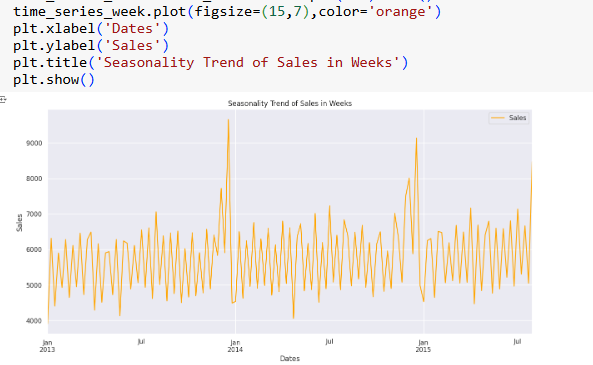 time_series_week.plot(figsize=(15,7),color='orange')
plt.xlabel('Dates')
plt.ylabel('Sales')
plt.title('Seasonality Trend of Sales in Weeks')
plt.show()
Seasonality Trend of Sales in Weeks
Sales
9000
8000
7000
6000
5000
4000
Sales
Jan
2013
Jul
Jan
2014
Jul
Jan
2015
Jul
Dates